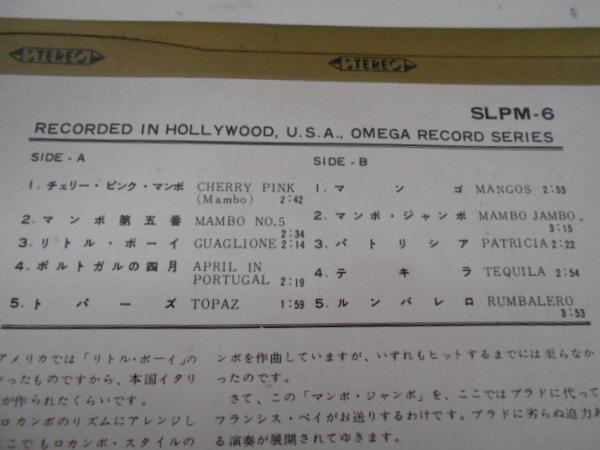 STEREO
STEREO
SLPM-6
RECORDED IN HOLLYWOOD, U.S.A., OMEGA RECORD SERIES
SIDE - A
1. チェリー・ピンク・マンボ CHERRY PINK
(Mambo) 2:42
2. マンボ第五番 MAMBO NO.5
2:34
3. リトル・ボーイ GUAGLIONE 2:14
4. ポルトガルの四月 APRIL IN
PORTUGAL 2:19
5. トパーズ TOPAZ 1:59
SIDE - B
1. マンゴ MANGOS 2:53
2. マンボ・ジャンボ MAMBO JAMBO
3:15
3. パトリシア PATRICIA 2:22
4. テキラ TEQUILA 2:54
5. ルンバレロ RUMBALERO
3:53
アメリカでは「リトル・ボーイ」の
ったものですから、本国イタリ
が作られたくらいです。
ロカンボのリズムにアレンジし
こでもロカンボ・スタイルの
ンボを作曲していますが、いずれもヒットするまでには至らなか
ったのです。
さて、この「マンボ・ジャンボ」を、ここではプラドに代って
フランシス・ベイがお送りするわけです。プラドに劣らぬ迫力あ
る演奏が展開されてゆきます。